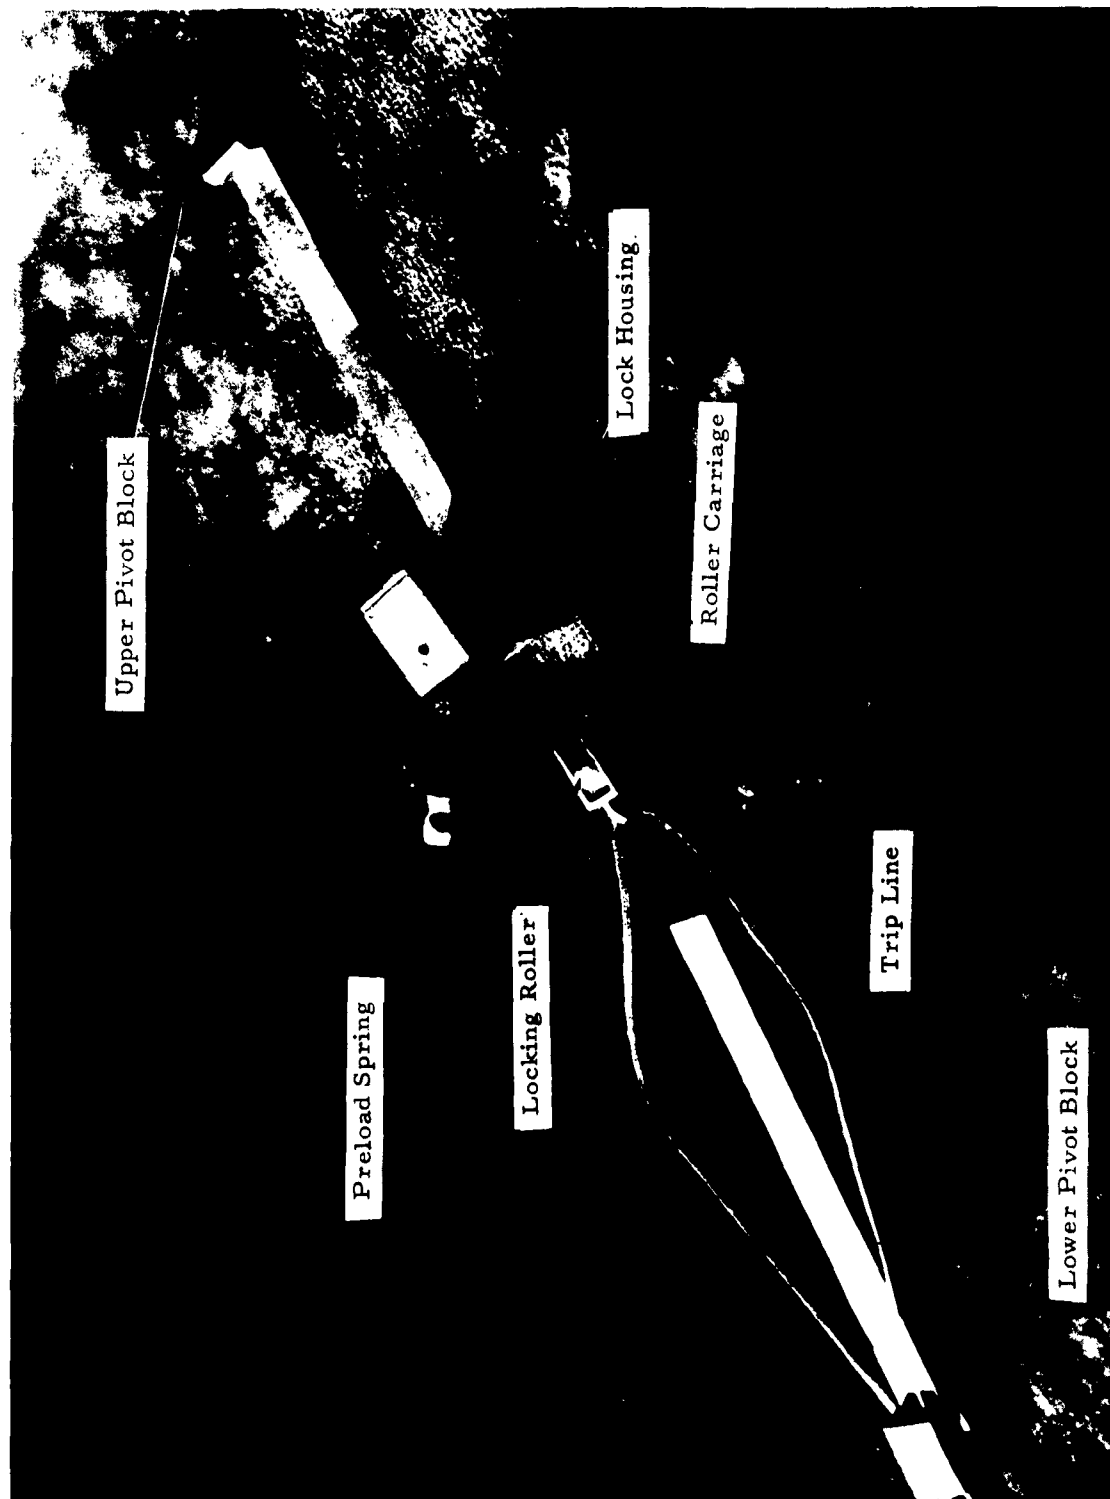 Upper Pivot Block
Preload Spring
Locking Roller
Lock Housing
Roller Carriage
Trip Line
Lower Pivot Block